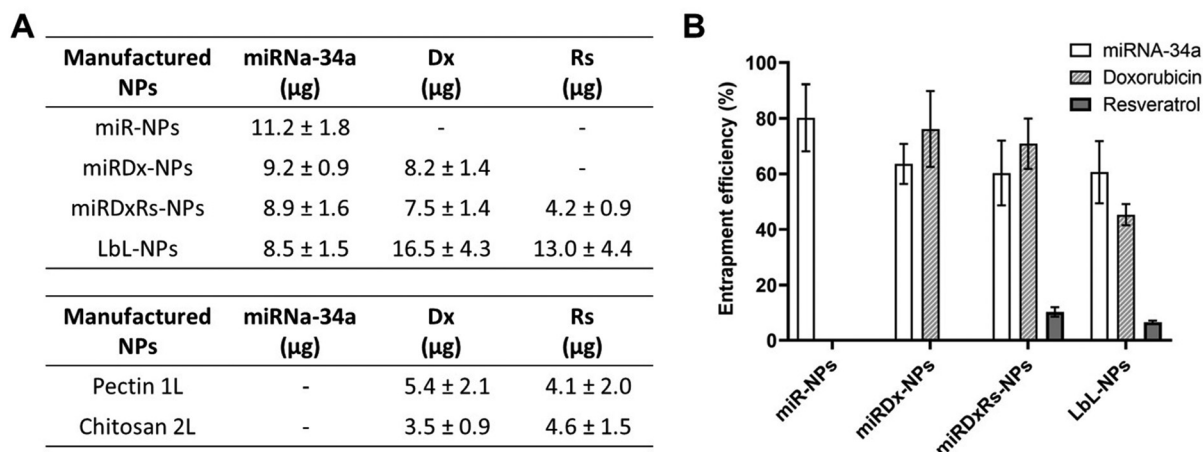 A
Manufactured NPs miRNa-34a (µg) Dx (µg) Rs (µg)
miR-NPs 11.2 ± 1.8 - -
miRDx-NPs 9.2 ± 0.9 8.2 ± 1.4 -
miRDxRs-NPs 8.9 ± 1.6 7.5 ± 1.4 4.2 ± 0.9
LbL-NPs 8.5 ± 1.5 16.5 ± 4.3 13.0 ± 4.4
Manufactured NPs miRNa-34a (µg) Dx (µg) Rs (µg)
Pectin 1L - 5.4 ± 2.1 4.1 ± 2.0
Chitosan 2L - 3.5 ± 0.9 4.6 ± 1.5
B
miRNA-34a
Doxorubicin
Resveratrol
Entrapment efficiency (%)
100
80
60
40
20
0
miR-NPs
miRDx-NPs
miRDxRs-NPs
LbL-NPs